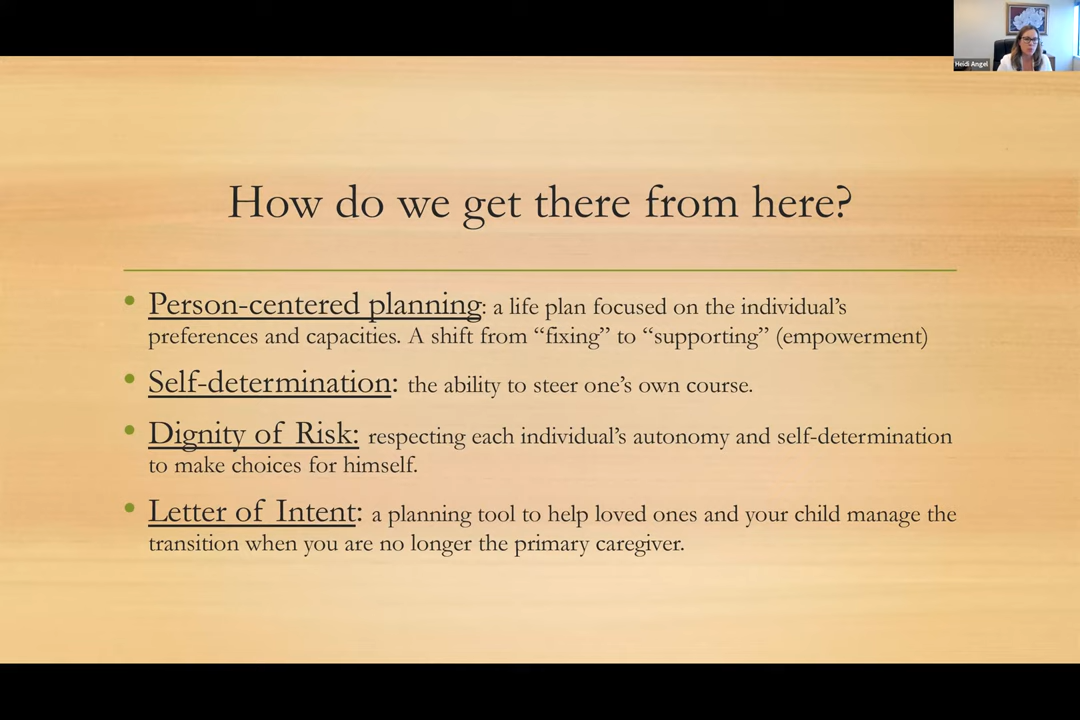 Heidi Angel
How do we get there from here?
• Person-centered planning: a life plan focused on the individual’s
preferences and capacities. A shift from “fixing” to “supporting” (empowerment)
• Self-determination: the ability to steer one’s own course.
• Dignity of Risk: respecting each individual’s autonomy and self-determination
to make choices for himself.
• Letter of Intent: a planning tool to help loved ones and your child manage the
transition when you are no longer the primary caregiver.